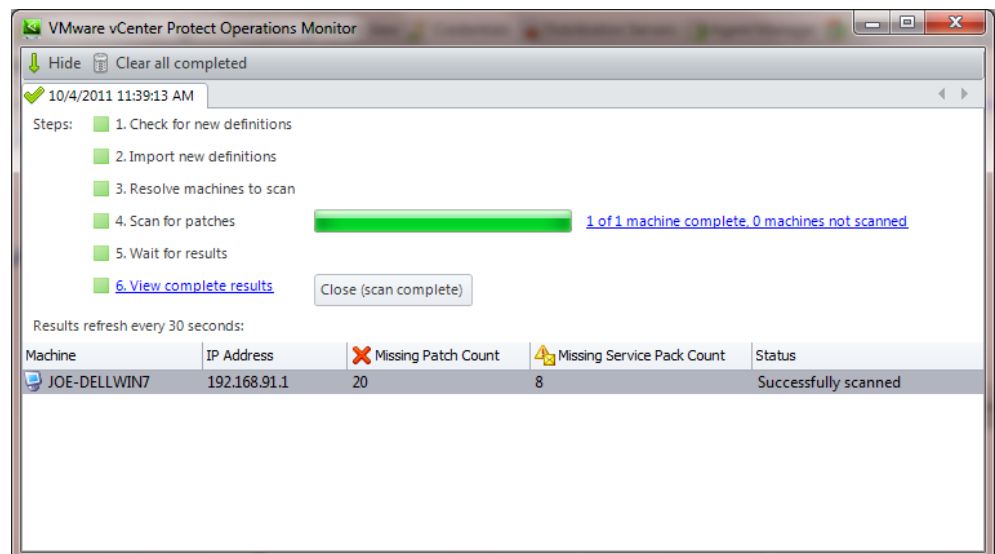 VMware vCenter Protect Operations Monitor
Hide Clear all completed
10/4/2011 11:39:13 AM
Steps: 1. Check for new definitions
2. Import new definitions
3. Resolve machines to scan
4. Scan for patches 1 of 1 machine complete, 0 machines not scanned
5. Wait for results
6. View complete results Close (scan complete)
Results refresh every 30 seconds:
Machine IP Address Missing Patch Count Missing Service Pack Count Status
JOE-DELLWIN7 192.168.91.1 20 8 Successfully scanned